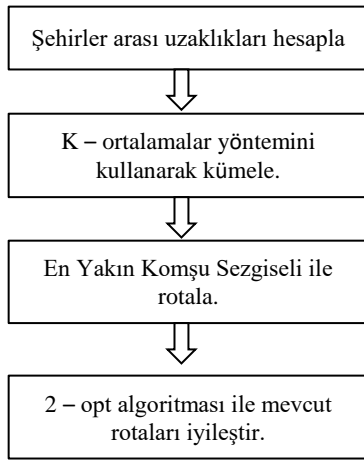 Şehirler arası uzaklıkları hesapla
K – ortalamalar yöntemini
kullanarak kümele.
En Yakın Komşu Sezgiseli ile
rotala.
2 – opt algoritması ile mevcut
rotaları iyileştir.